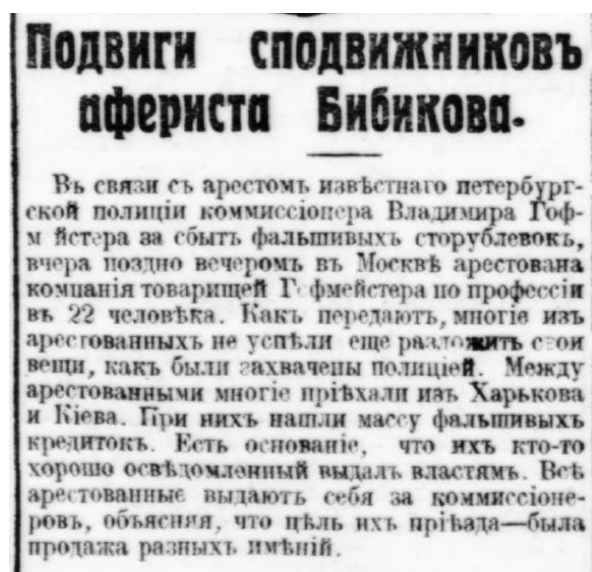 Подвиги сподвижниковъ
афериста Бибикова.
Въ связи съ арестомъ извѣстнаго петербург-
ской полиціи коммиссіонера Владимира Гоф-
м йстера за сбыть фальшивыхъ сторублевокъ,
вчера поздно вечеромъ въ Москвѣ арестована
компанія товарищей Гофмейстера по профессіи
въ 22 человѣка. Какъ передаютъ, многіе изъ
арестованныхъ не успѣли еще разложить свои
вещи, какъ были захвачены полиціей. Между
арестованными многіе пріѣхали изъ Харькова
и Кіева. При нихъ нашли массу фальшивыхъ
кредитокъ. Есть основаніе, что ихъ кто-то
хорошо освѣдомленный выдалъ властямъ. Всѣ
арестованные выдаютъ себя за коммиссіоне-
ровъ, объясняя, что цѣль ихъ пріѣзда—была
продажа разныхъ имѣній.